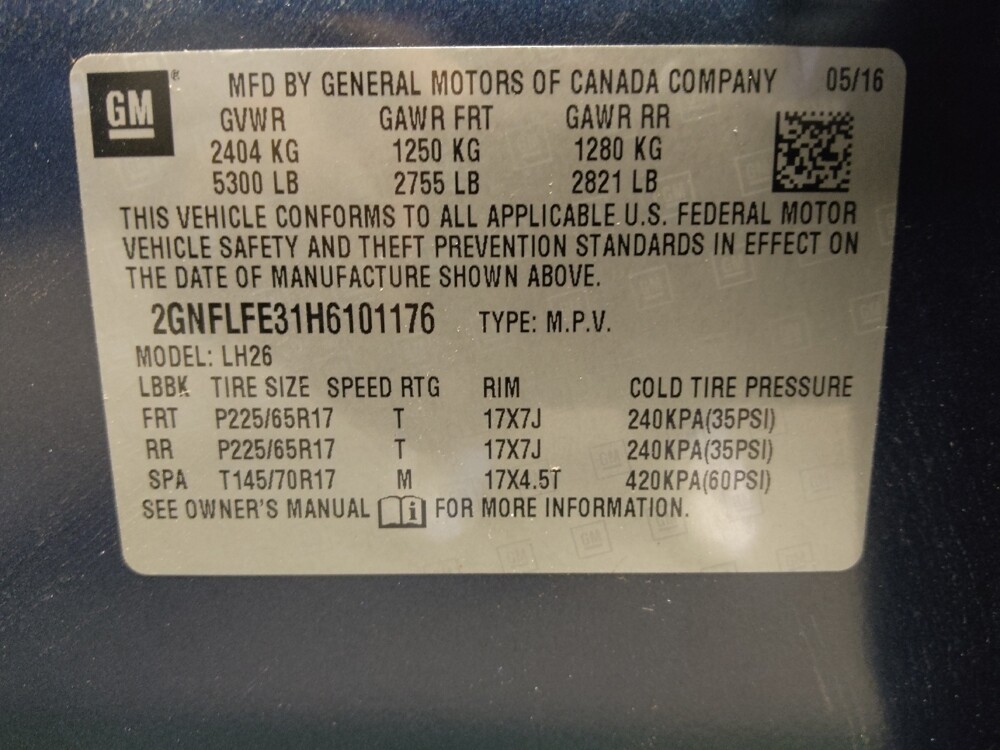 GM ® MFD BY GENERAL MOTORS OF CANADA COMPANY 05/16
GVWR GAWR FRT GAWR RR
2404 KG 1250 KG 1280 KG
5300 LB 2755 LB 2821 LB
THIS VEHICLE CONFORMS TO ALL APPLICABLE U.S. FEDERAL MOTOR
VEHICLE SAFETY AND THEFT PREVENTION STANDARDS IN EFFECT ON
THE DATE OF MANUFACTURE SHOWN ABOVE.
2GNFLFE31H6101176 TYPE: M.P.V.
MODEL: LH26
LBBK TIRE SIZE SPEED RTG RIM COLD TIRE PRESSURE
FRT P225/65R17 T 17X7J 240KPA(35PSI)
RR P225/65R17 T 17X7J 240KPA(35PSI)
SPA T145/70R17 M 17X4.5T 420KPA(60PSI)
SEE OWNER'S MANUAL i FOR MORE INFORMATION.